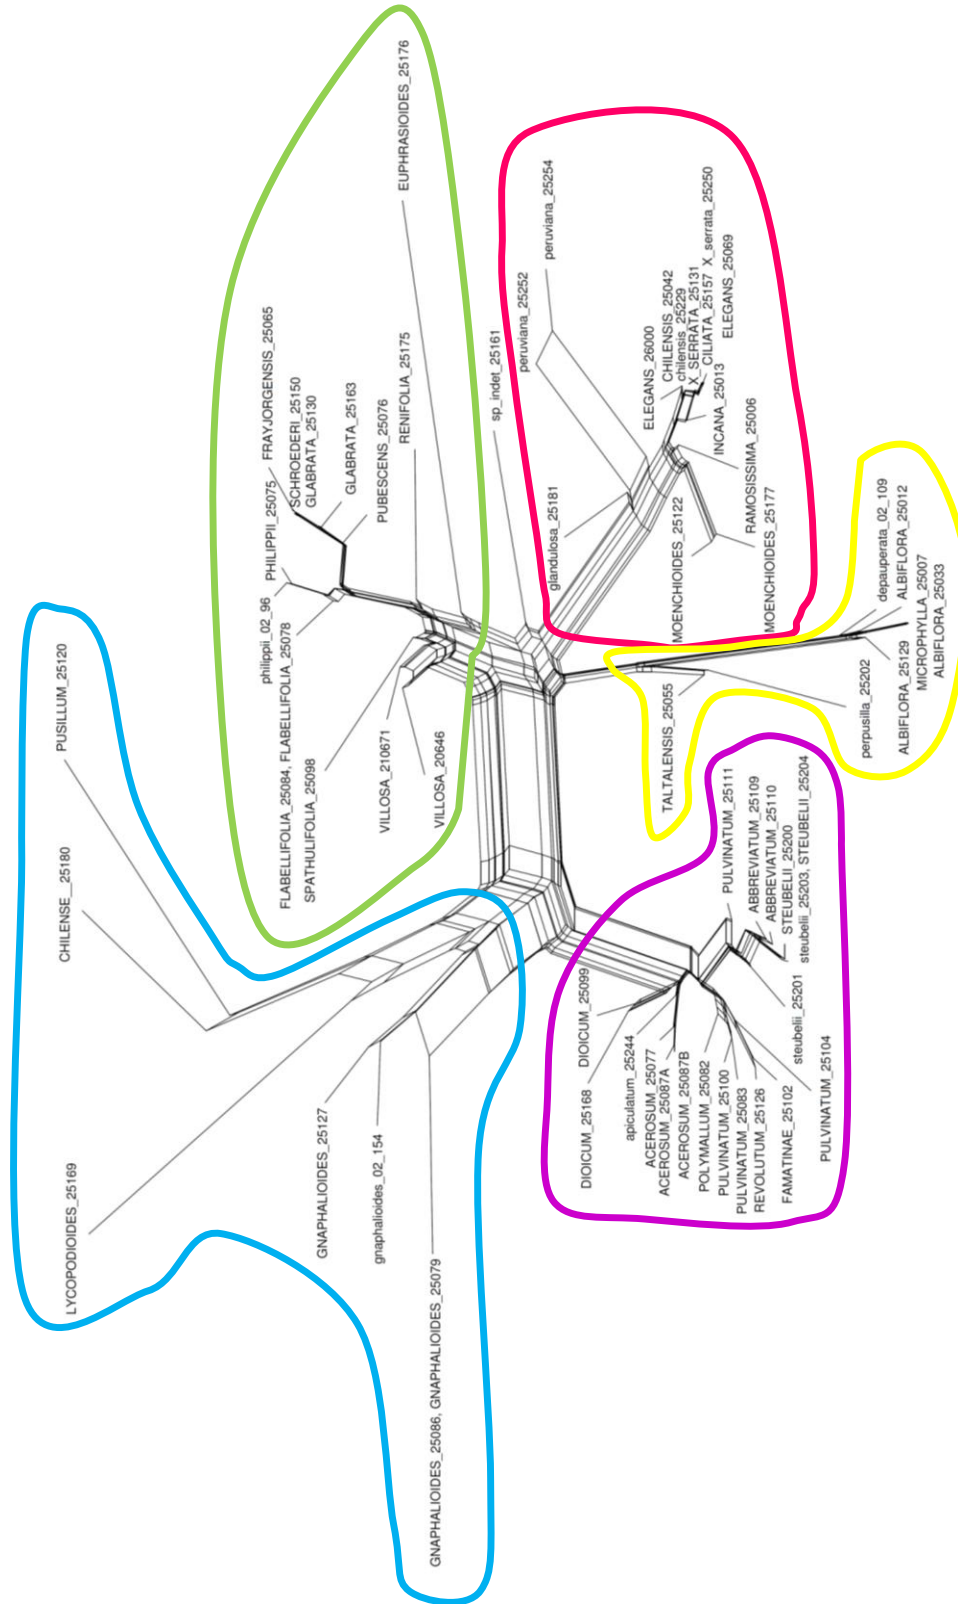 EUPHRASIOIDES_25176
FRAYJORGENSIS_25065
SCHROEDERI_25150
GLABRATA_25130
GLABRATA_25163
PUBESCENS_25076
RENIFOLIA_25175
PHILIPPII_25075
philippii_02_96
FLABELLIFOLIA_25084, FLABELLIFOLIA_25078
SPATHULIFOLIA_25098
VILLOSA_210671
VILLOSA_20646
sp_indet_25161
peruviana_25254
peruviana_25252
glandulosa_25181
ELEGANS_26000
CHILENSIS_25042
chilensis_25229
X_SERRATA_25131
CILIATA_25157 X_serrata_25250
ELEGANS_25069
INCANA_25013
RAMOSISSIMA_25006
MOENCHIOIDES_25122
MOENCHIOIDES_25177
depauperata_02_109
ALBIFLORA_25012
MICROPHYLLA_25007
ALBIFLORA_25033
ALBIFLORA_25129
perpusilla_25202
TALTALENSIS_25055
PULVINATUM_25111
ABBREVIATUM_25109
ABBREVIATUM_25110
STEUBELII_25200
steubelii_25203, STEUBELII_25204
steubelii_25201
PULVINATUM_25104
FAMATINAE_25102
REVOLUTUM_25126
PULVINATUM_25083
PULVINATUM_25100
POLYMALLUM_25082
ACEROSUM_25087B
ACEROSUM_25087A
ACEROSUM_25077
apiculatum_25244
DIOICUM_25168
DIOICUM_25099
GNAPHALIOIDES_25086, GNAPHALIOIDES_25079
gnaphalioides_02_154
GNAPHALIOIDES_25127
LYCOPODIOIDES_25169
CHILENSE__25180
PUSILLUM_25120